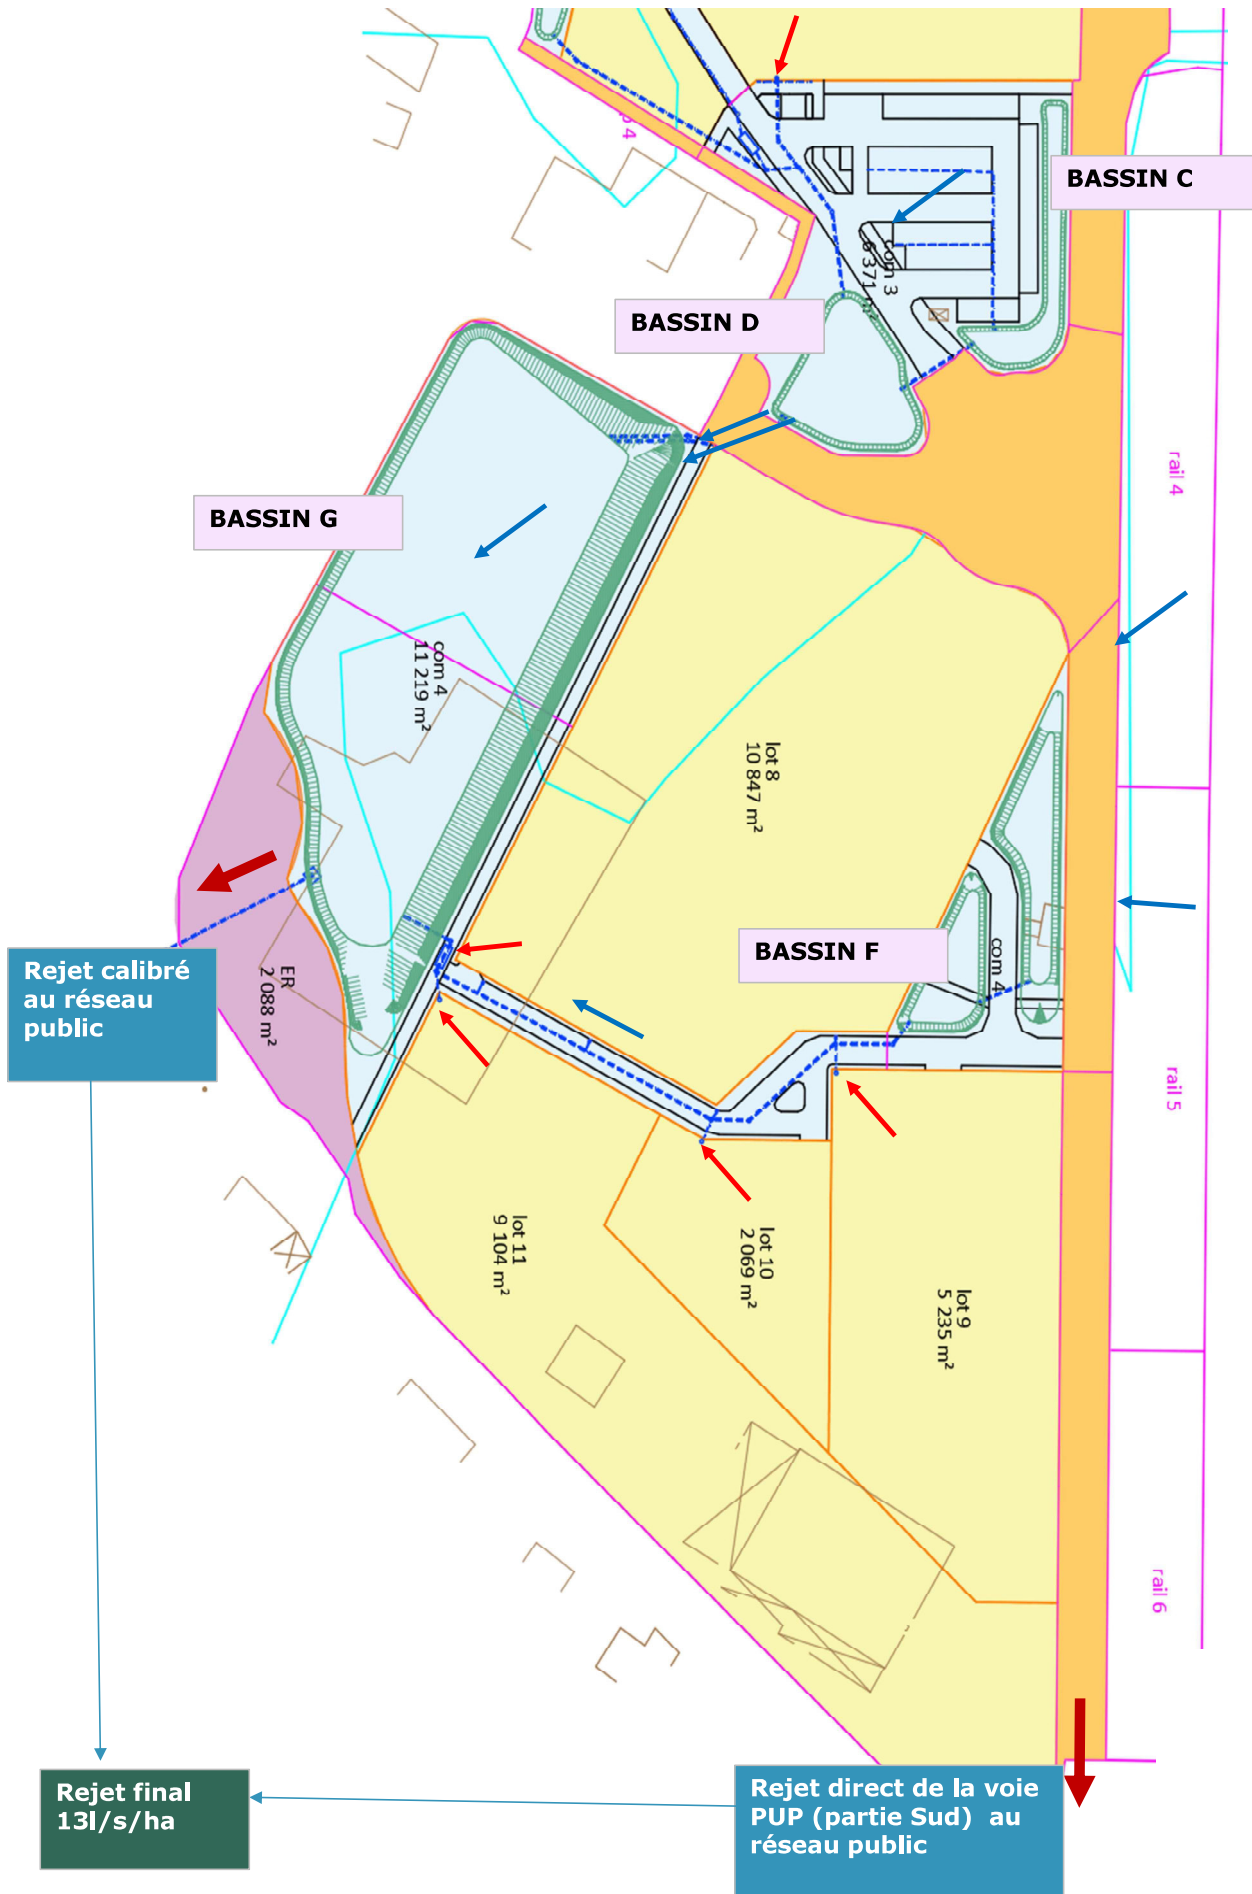 BASSIN C
com 3
6 371 m²
BASSIN D
rail 4
BASSIN G
com 4
11 219 m²
lot 8
10 847 m²
BASSIN F
com 4
Rejet calibré
au réseau
public
ER
2 088 m²
rail 5
lot 11
9 104 m²
lot 10
2 069 m²
lot 9
5 235 m²
rail 6
Rejet final
13l/s/ha
Rejet direct de la voie
PUP (partie Sud) au
réseau public